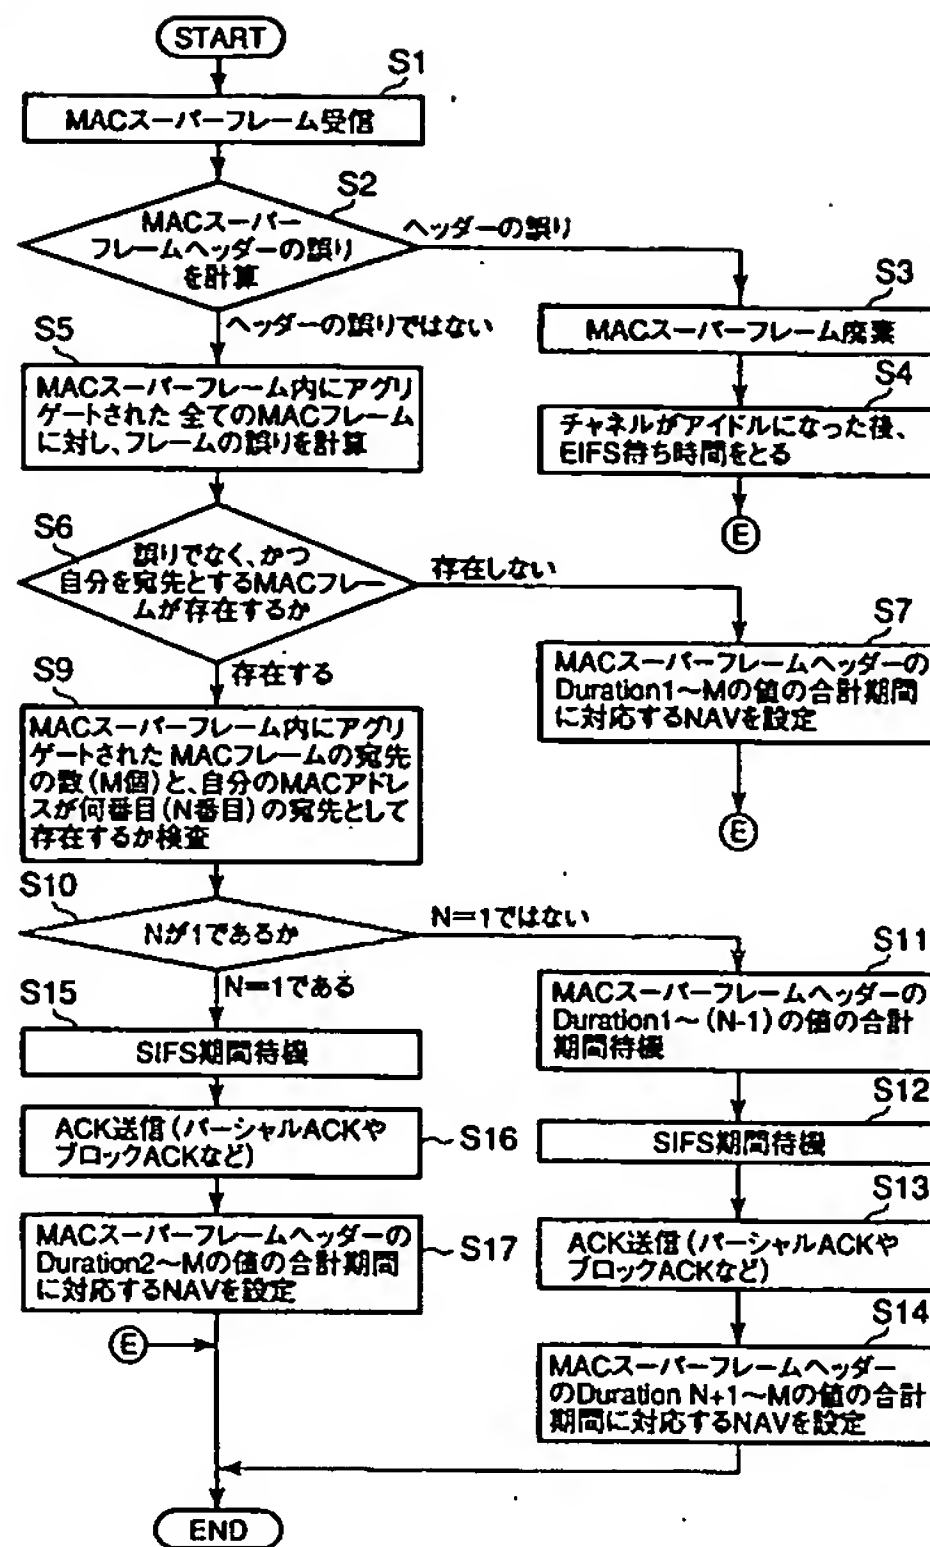 START
S1
MACスーパーフレーム受信
S2
MACスーパー
フレームヘッダーの誤り
を計算
ヘッダーの誤り
S3
MACスーパーフレーム廃棄
S4
チャネルがアイドルになった後、
EIFS待ち時間をとる
E
ヘッダーの誤りではない
S5
MACスーパーフレーム内にアグリ
ゲートされた 全てのMACフレーム
に対し、フレームの誤りを計算
S6
誤りでなく、かつ
自分を宛先とするMACフレー
ムが存在するか
存在しない
S7
MACスーパーフレームヘッダーの
Duration1～Mの値の合計期間
に対応するNAVを設定
E
存在する
S9
MACスーパーフレーム内にアグリ
ゲートされた MACフレームの宛先
の数(M個)と、自分のMACアドレ
スが何番目(N番目)の宛先として
存在するか検査
S10
Nが1であるか
N=1ではない
S11
MACスーパーフレームヘッダーの
Duration1～(N-1)の値の合計
期間待機
S12
SIFS期間待機
S13
ACK送信(パーシャルACKや
ブロックACKなど)
S14
MACスーパーフレームヘッダー
のDuration N+1～Mの値の合計
期間に対応するNAVを設定
N=1である
S15
SIFS期間待機
ACK送信(パーシャルACKや
ブロックACKなど)
S16
MACスーパーフレームヘッダーの
Duration2～Mの値の合計期間
に対応するNAVを設定
S17
E
END